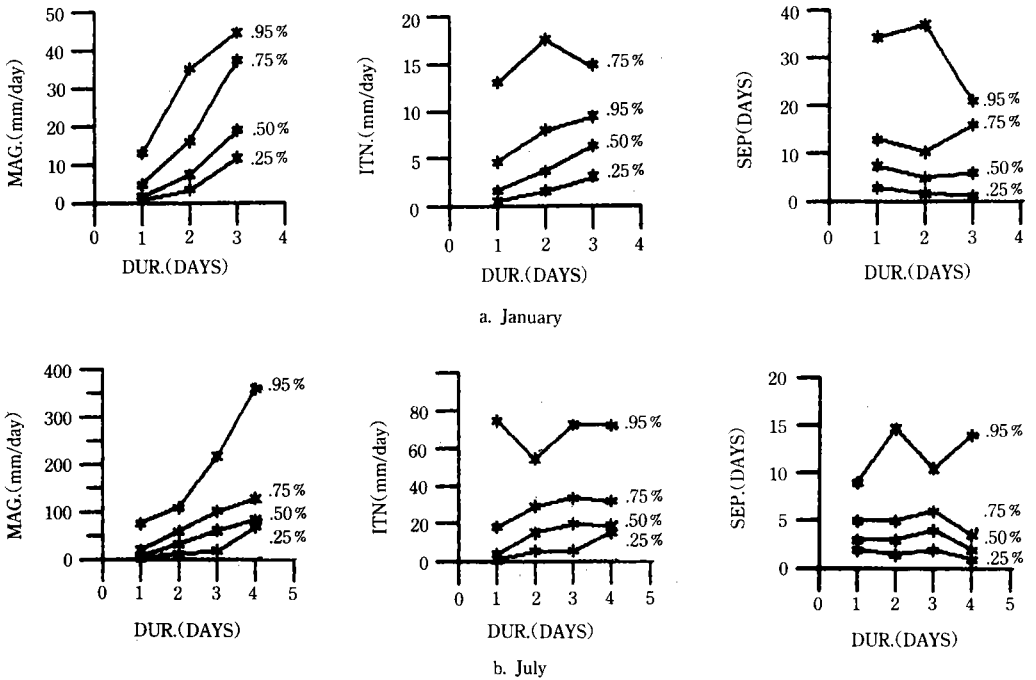 MAG.(mm/day)
50
40
30
20
10
0
.95%
.75%
.50%
.25%
0 1 2 3 4
DUR.(DAYS)
ITN.(mm/day)
20
15
10
5
0
.75%
.95%
.50%
.25%
0 1 2 3 4
DUR.(DAYS)
SEP(DAYS)
40
30
20
10
0
.95%
.75%
.50%
.25%
0 1 2 3 4
DUR.(DAYS)
a. January
MAG.(mm/day)
400
300
200
100
0
.95%
.75%
.50%
.25%
0 1 2 3 4 5
DUR.(DAYS)
ITN(mm/day)
80
60
40
20
0
.95%
.75%
.50%
.25%
0 1 2 3 4 5
DUR.(DAYS)
SEP.(DAYS)
20
15
10
5
0
.95%
.75%
.50%
.25%
0 1 2 3 4 5
DUR.(DAYS)
b. July